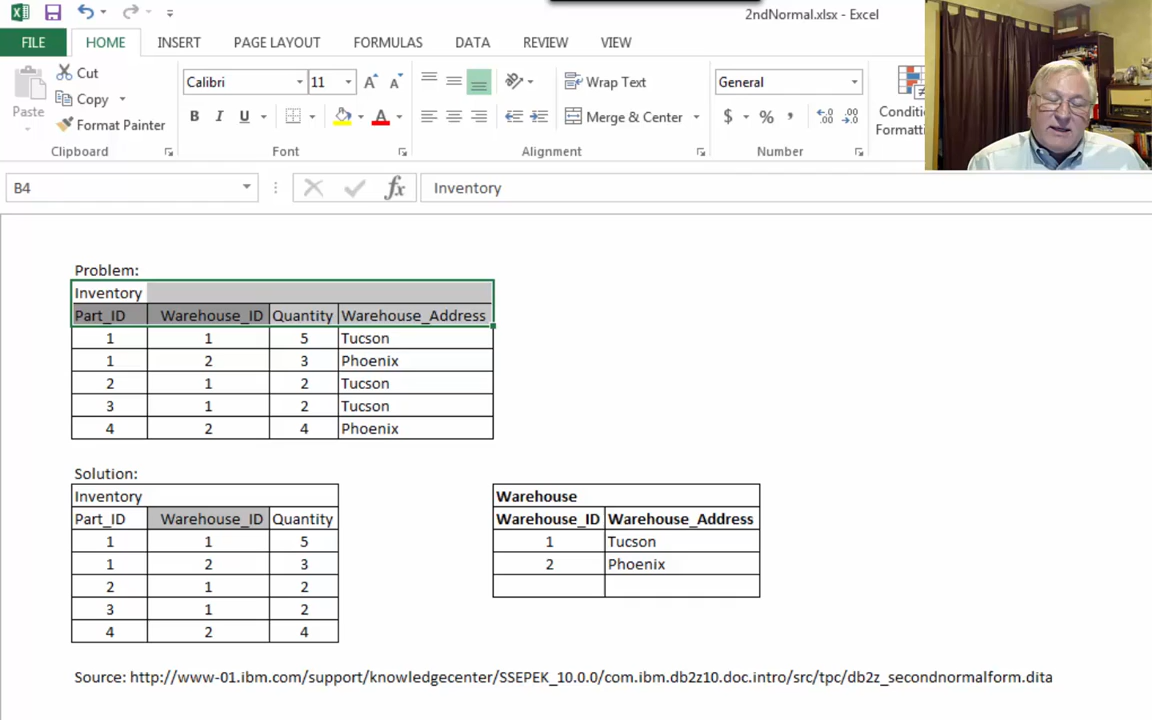 2ndNormal.xlsx - Excel
FILE HOME INSERT PAGE LAYOUT FORMULAS DATA REVIEW VIEW
Paste
Cut
Copy
Format Painter
Clipboard
Calibri 11 A A
B I U A
Font
Wrap Text
Merge & Center
Alignment
General
$ % , .0 .00 .00 .0
Number
Conditi
Formatti
B4 fx Inventory
Problem:
Inventory
Part_ID Warehouse_ID Quantity Warehouse_Address
1 1 5 Tucson
1 2 3 Phoenix
2 1 2 Tucson
3 1 2 Tucson
4 2 4 Phoenix
Solution:
Inventory
Part_ID Warehouse_ID Quantity
1 1 5
1 2 3
2 1 2
3 1 2
4 2 4
Warehouse
Warehouse_ID Warehouse_Address
1 Tucson
2 Phoenix
Source: http://www-01.ibm.com/support/knowledgecenter/SSEPEK_10.0.0/com.ibm.db2z10.doc.intro/src/tpc/db2z_secondnormalform.dita